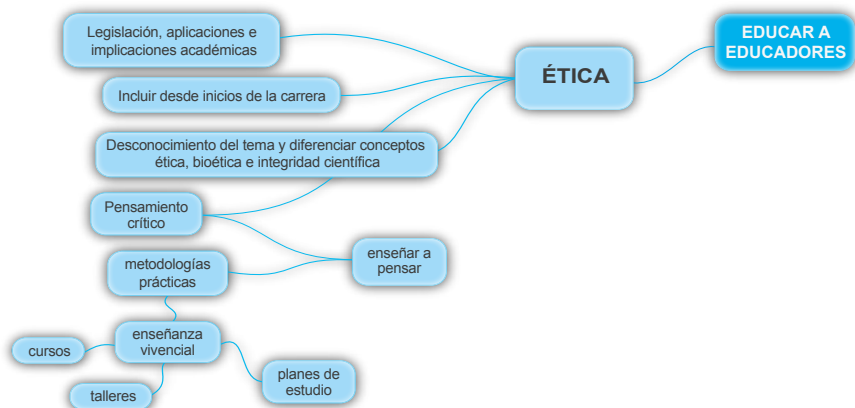 Legislación, aplicaciones e
implicaciones académicas
EDUCAR A
EDUCADORES
ÉTICA
Incluir desde inicios de la carrera
Desconocimiento del tema y diferenciar conceptos
ética, bioética e integridad científica
Pensamiento
crítico
enseñar a
pensar
metodologías
prácticas
enseñanza
vivencial
cursos
planes de
estudio
talleres